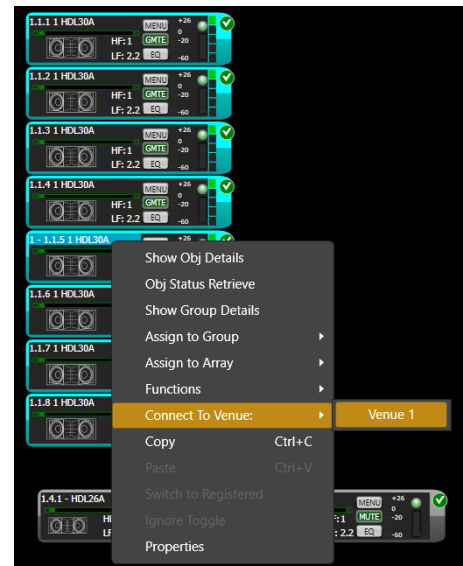 1.1.1 1 HDL30A
MENU +26
0
HF:1 GMTE -20
LF: 2.2 EQ -60
1.1.2 1 HDL30A
MENU +26
0
HF:1 GMTE -20
LF: 2.2 EQ -60
1.1.3 1 HDL30A
MENU +26
0
HF:1 GMTE -20
LF: 2.2 EQ -60
1.1.4 1 HDL30A
MENU +26
0
HF:1 GMTE -20
LF: 2.2 EQ -60
1 - 1.1.5 1 HDL30A +26
1.1.6 1 HDL30A
1.1.7 1 HDL30A
1.1.8 1 HDL30A
Show Obj Details
Obj Status Retrieve
Show Group Details
Assign to Group
Assign to Array
Functions
Connect To Venue: Venue 1
Copy Ctrl+C
Paste Ctrl+V
Switch to Registered
Ignore Toggle
Properties
1.4.1 - HDL26A
MENU +26
0
:1 MUTE -20
: 2.2 EQ -60